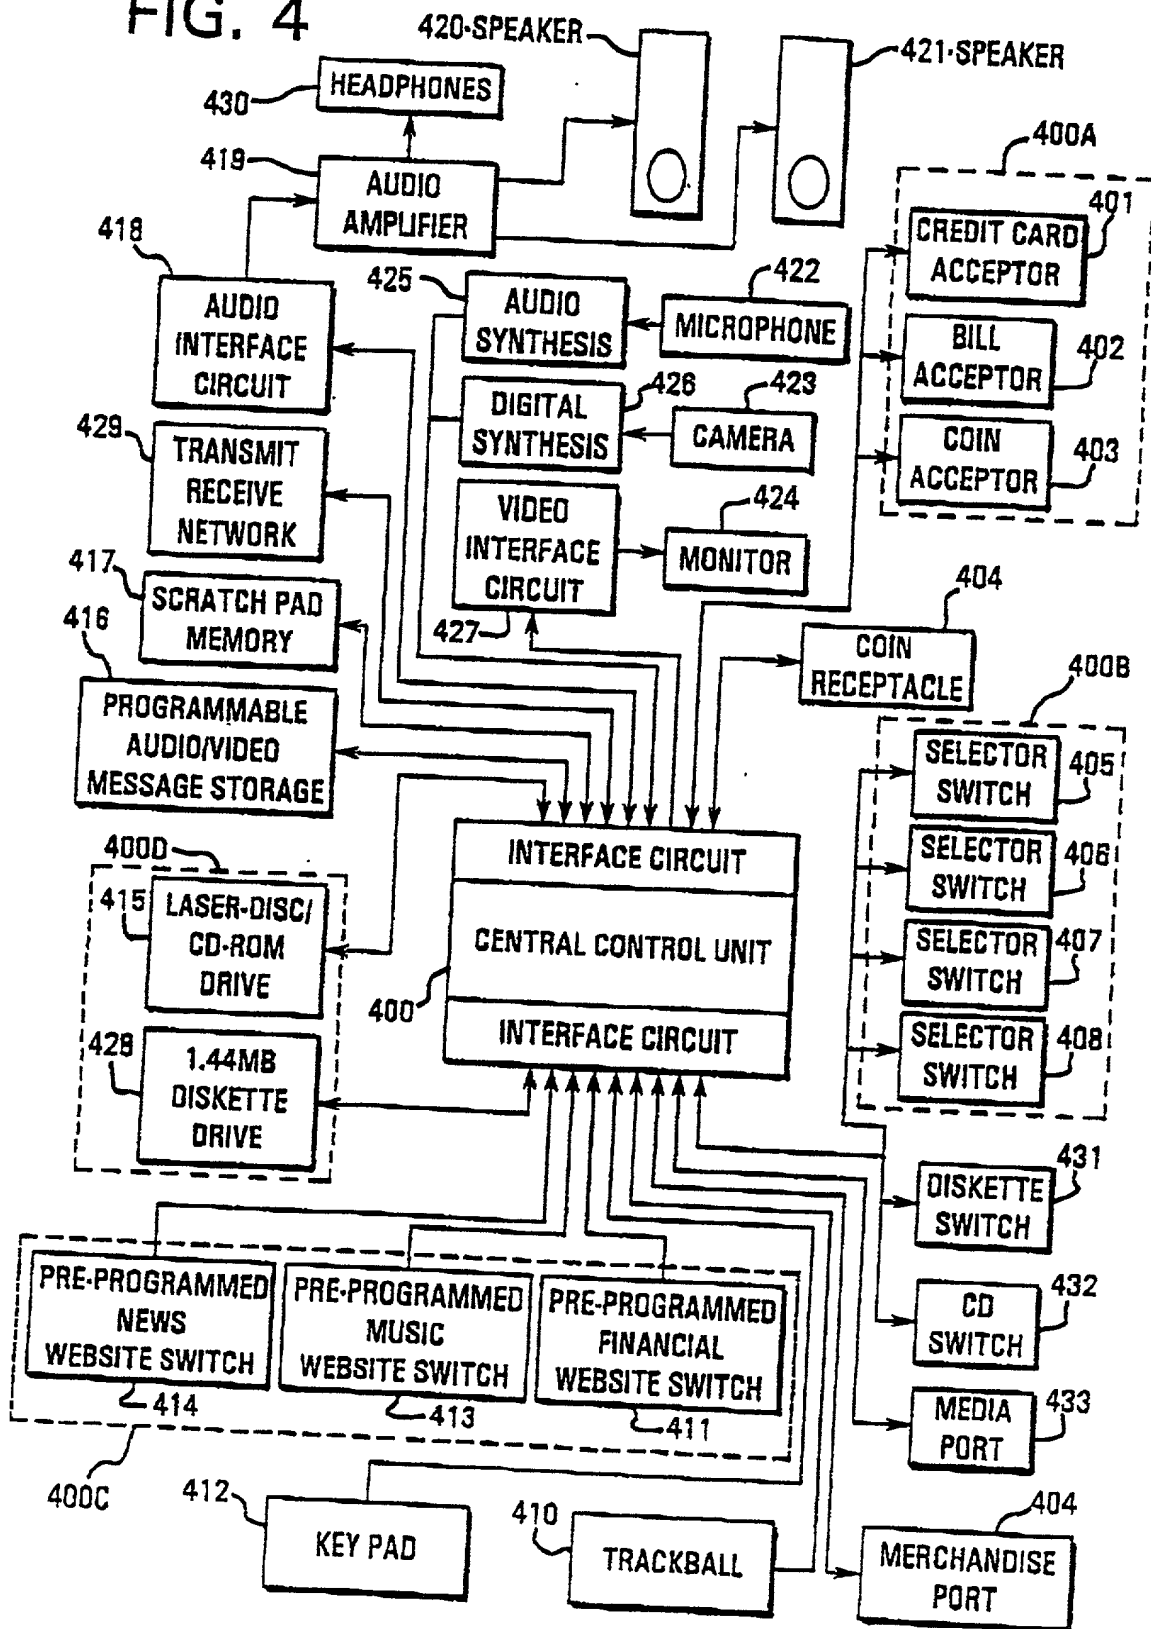 FIG. 4
420-SPEAKER
421-SPEAKER
HEADPHONES
430
419
AUDIO
AMPLIFIER
400A
401
CREDIT CARD
ACCEPTOR
BILL
ACCEPTOR
402
COIN
ACCEPTOR
403
418
AUDIO
INTERFACE
CIRCUIT
425
AUDIO
SYNTHESIS
422
MICROPHONE
426
DIGITAL
SYNTHESIS
423
CAMERA
429
TRANSMIT
RECEIVE
NETWORK
VIDEO
INTERFACE
CIRCUIT
427
424
MONITOR
417
SCRATCH PAD
MEMORY
416
PROGRAMMABLE
AUDIO/VIDEO
MESSAGE STORAGE
404
COIN
RECEPTACLE
400B
SELECTOR
SWITCH
405
SELECTOR
SWITCH
406
SELECTOR
SWITCH
407
SELECTOR
SWITCH
408
400D
415
LASER-DISC/
CD-ROM
DRIVE
428
1.44MB
DISKETTE
DRIVE
INTERFACE CIRCUIT
CENTRAL CONTROL UNIT
400
INTERFACE CIRCUIT
431
DISKETTE
SWITCH
CD
SWITCH
432
MEDIA
PORT
433
PRE-PROGRAMMED
NEWS
WEBSITE SWITCH
414
PRE-PROGRAMMED
MUSIC
WEBSITE SWITCH
413
PRE-PROGRAMMED
FINANCIAL
WEBSITE SWITCH
411
400C
412
KEY PAD
410
TRACKBALL
404
MERCHANDISE
PORT